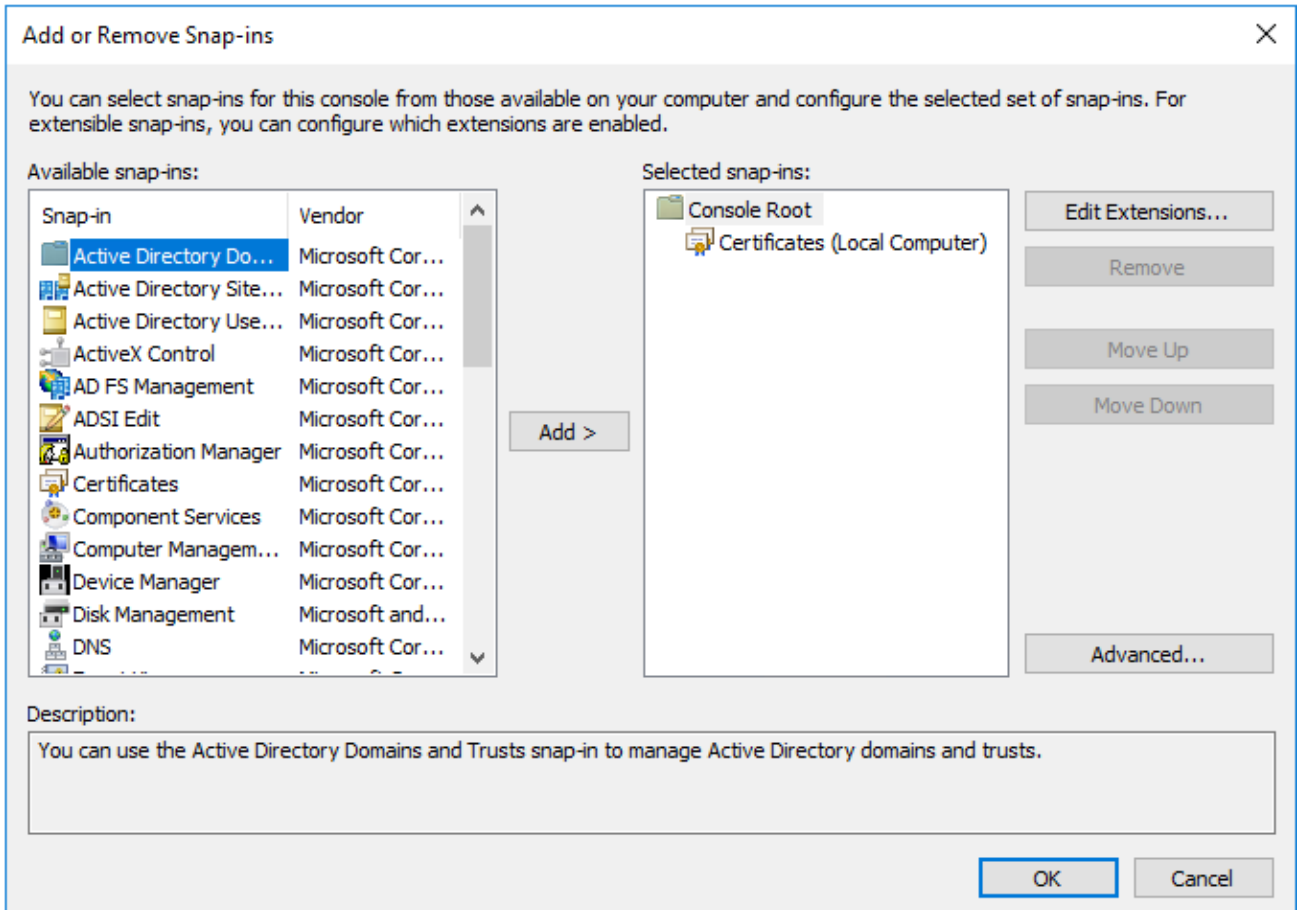 Add or Remove Snap-ins
You can select snap-ins for this console from those available on your computer and configure the selected set of snap-ins. For
extensible snap-ins, you can configure which extensions are enabled.
Available snap-ins:
Snap-in Vendor
Active Directory Do... Microsoft Cor...
Active Directory Site... Microsoft Cor...
Active Directory Use... Microsoft Cor...
ActiveX Control Microsoft Cor...
AD FS Management Microsoft Cor...
ADSI Edit Microsoft Cor...
Authorization Manager Microsoft Cor...
Certificates Microsoft Cor...
Component Services Microsoft Cor...
Computer Managem... Microsoft Cor...
Device Manager Microsoft Cor...
Disk Management Microsoft and...
DNS Microsoft Cor...
Add >
Selected snap-ins:
Console Root
Certificates (Local Computer)
Edit Extensions...
Remove
Move Up
Move Down
Advanced...
Description:
You can use the Active Directory Domains and Trusts snap-in to manage Active Directory domains and trusts.
OK
Cancel